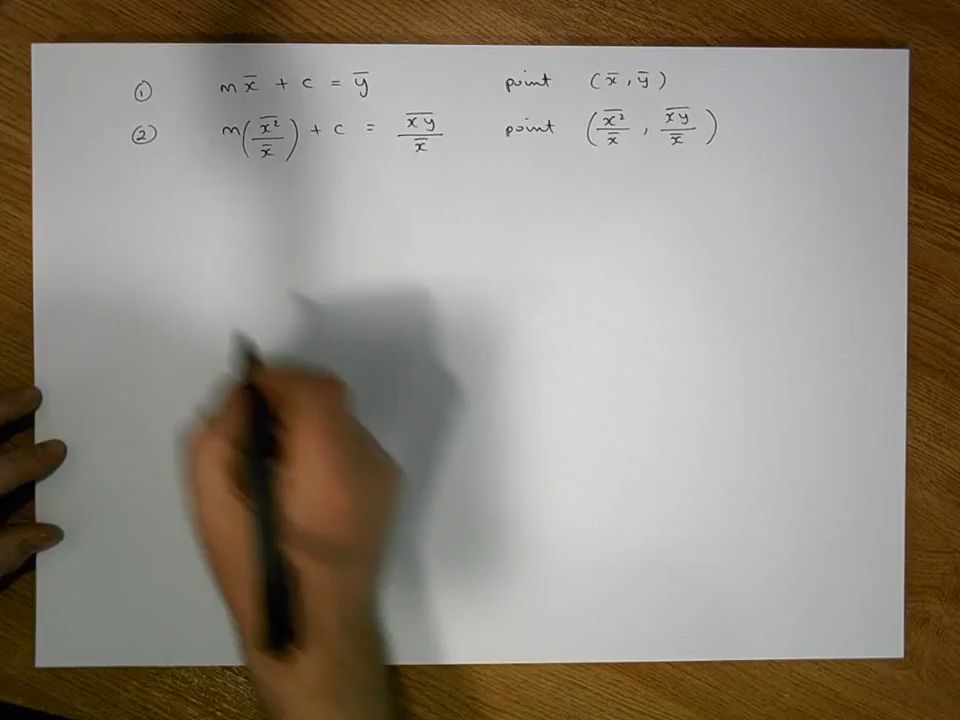 ① m x̄ + c = ȳ point ( x̄ , ȳ )
② m ( x̄²̄ / x̄ ) + c = x̄ȳ / x̄ point ( x̄²̄ / x̄ , x̄ȳ / x̄ )